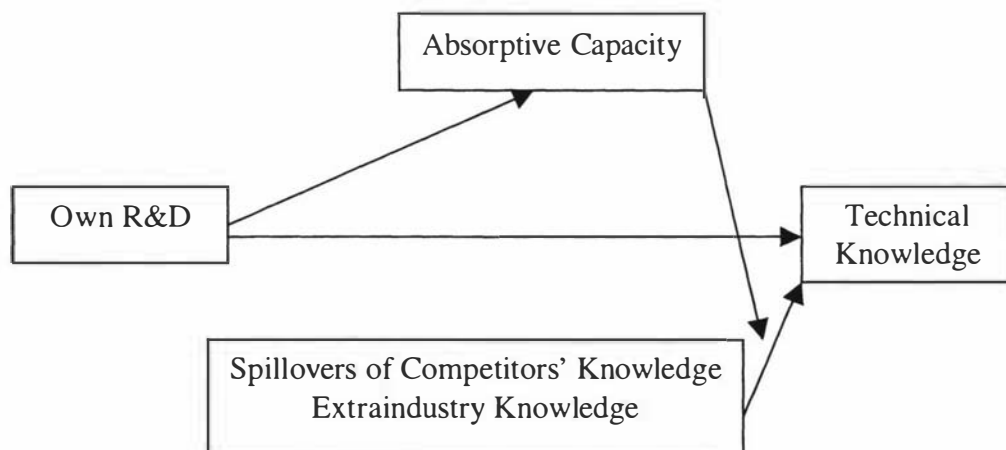 Absorptive Capacity
Own R&D
Technical
Knowledge
Spillovers of Competitors’ Knowledge
Extraindustry Knowledge